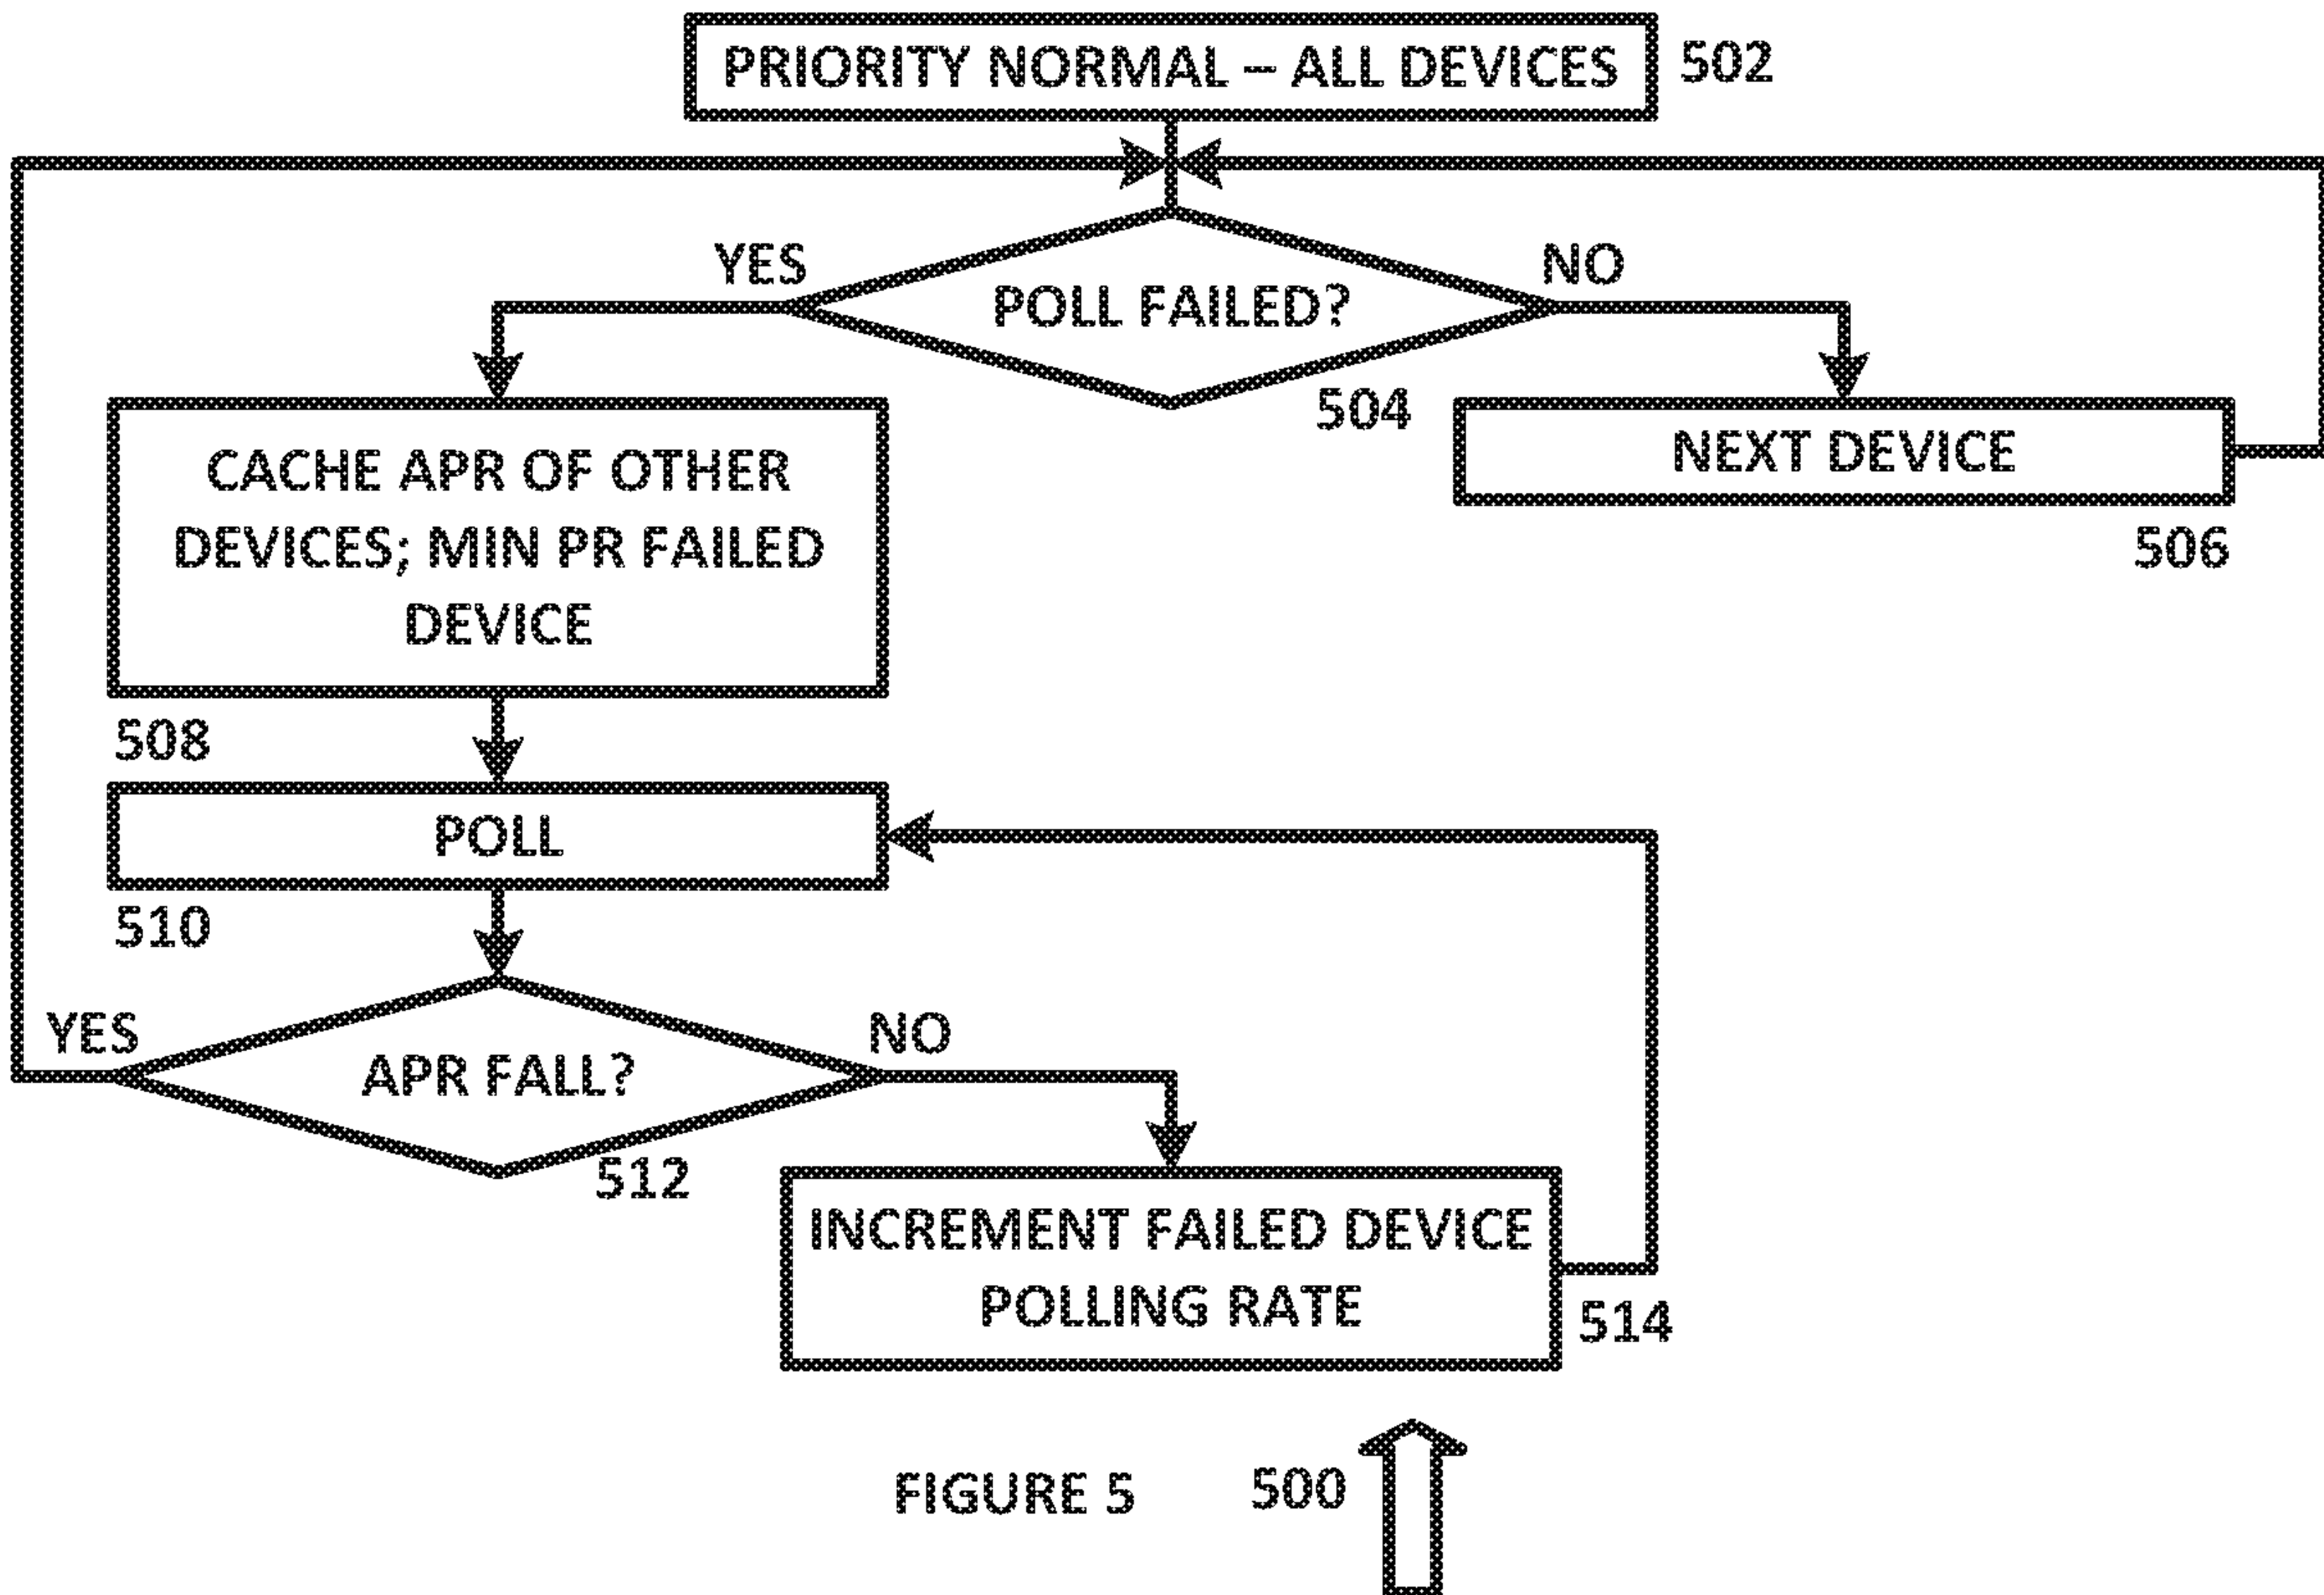 PRIORITY NORMAL – ALL DEVICES
502
YES
NO
POLL FAILED?
504
CACHE APR OF OTHER
DEVICES; MIN PR FAILED
DEVICE
NEXT DEVICE
506
508
POLL
510
YES
NO
APR FALL?
512
INCREMENT FAILED DEVICE
POLLING RATE
514
FIGURE 5
500